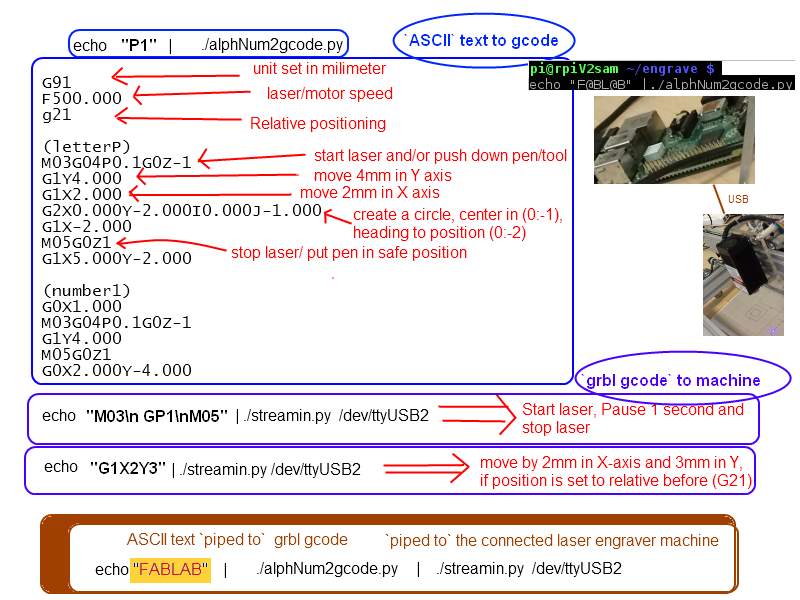 echo "P1" | ./alphNum2gcode.py
`ASCII` text to gcode
G91
unit set in milimeter
F500.000
laser/motor speed
g21
Relative positioning
pi@rpiV2sam ~/engrave $
echo "F@BL@B" |./alphNum2gcode.py
(letterP)
M03G04P0.1G0Z-1
start laser and/or push down pen/tool
G1Y4.000
move 4mm in Y axis
G1X2.000
move 2mm in X axis
G2X0.000Y-2.000I0.000J-1.000
create a circle, center in (0:-1),
heading to position (0:-2)
G1X-2.000
M05G0Z1
stop laser/ put pen in safe position
G1X5.000Y-2.000
USB
(number1)
G0X1.000
M03G04P0.1G0Z-1
G1Y4.000
M05G0Z1
G0X2.000Y-4.000
`grbl gcode` to machine
echo "M03\n GP1\nM05" | ./streamin.py /dev/ttyUSB2
Start laser, Pause 1 second and
stop laser
echo "G1X2Y3" | ./streamin.py /dev/ttyUSB2
move by 2mm in X-axis and 3mm in Y,
if position is set to relative before (G21)
ASCII text `piped to` grbl gcode `piped to` the connected laser engraver machine
echo "FABLAB" | ./alphNum2gcode.py | ./streamin.py /dev/ttyUSB2